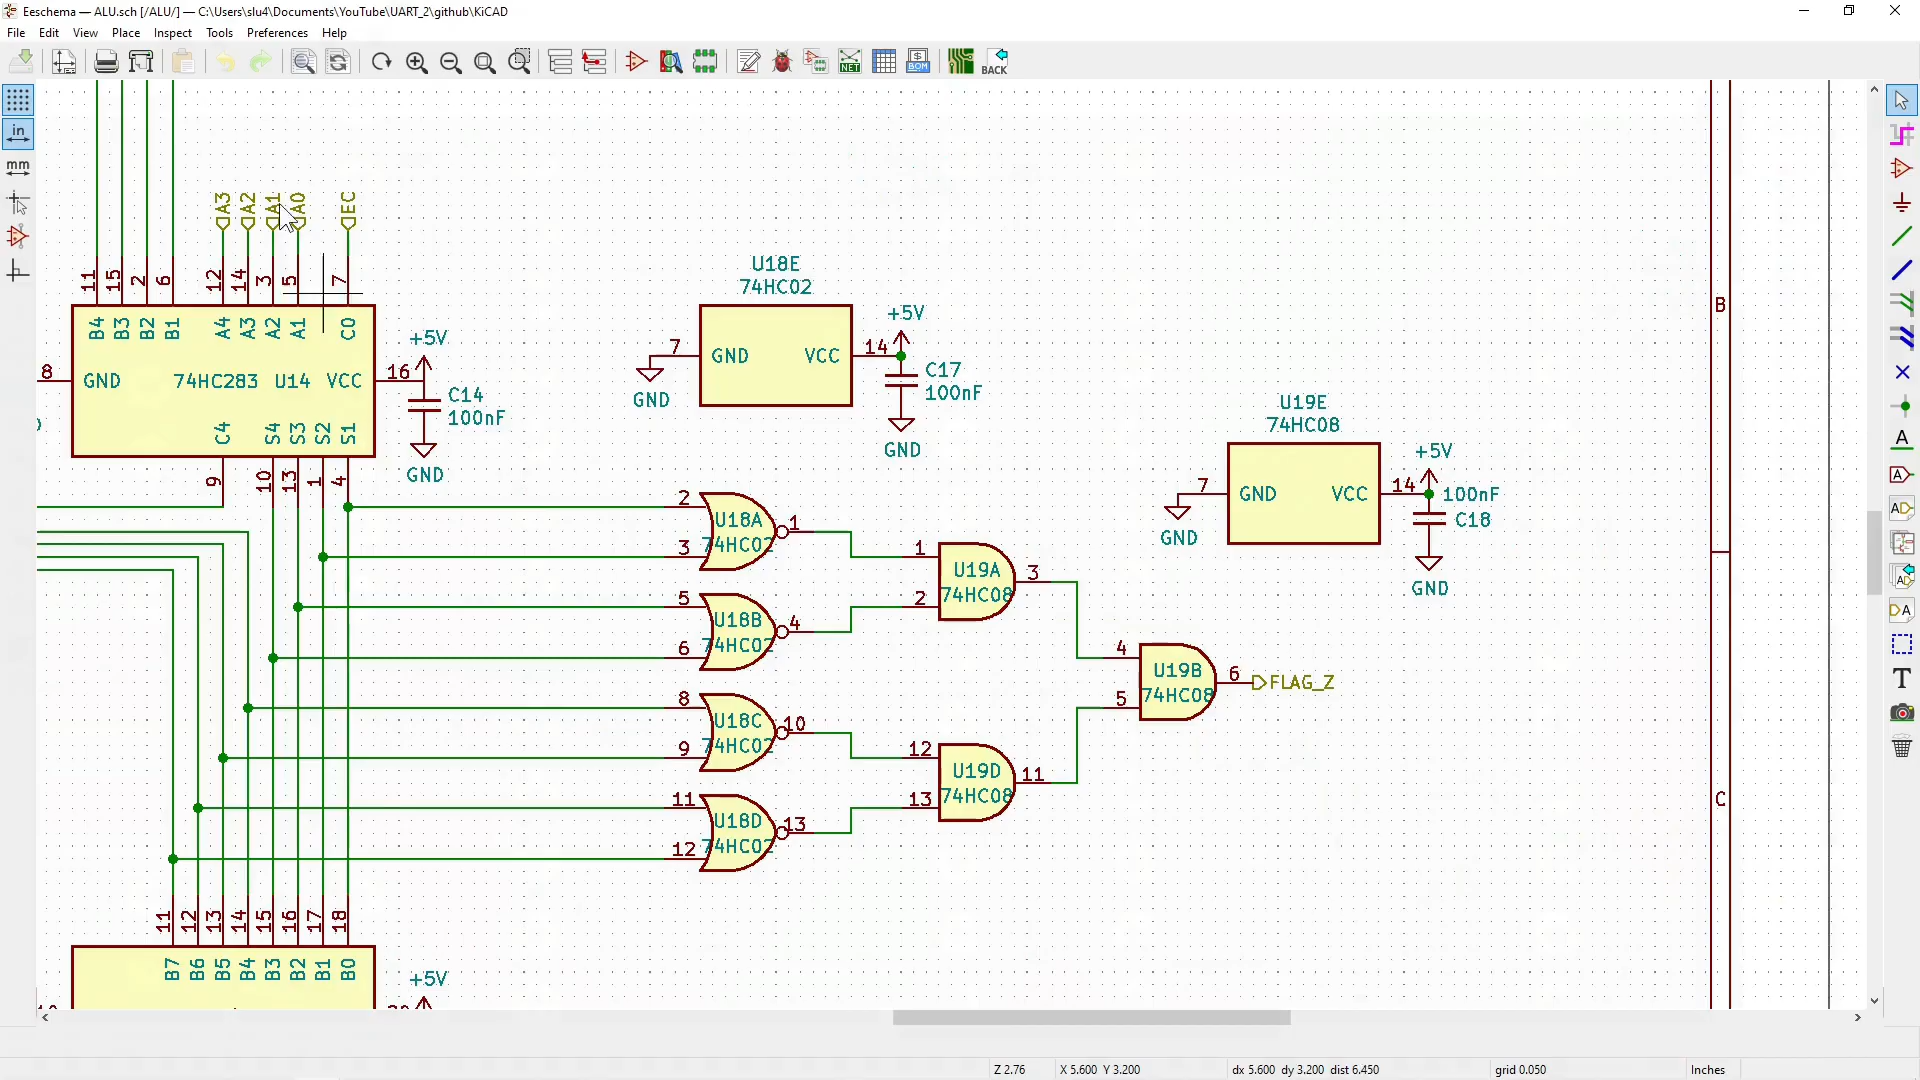 Eeschema — ALU.sch [/ALU/] — C:\Users\slu4\Documents\YouTube\UART_2\github\KiCAD
File Edit View Place Inspect Tools Preferences Help
NET
BOM
BACK
in
mm
A3 A2 A1 A0 EC
11 15 2 6 12 14 3 5 7
B4 B3 B2 B1 A4 A3 A2 A1 C0
8 GND 74HC283 U14 VCC 16
+5V
C14
100nF
GND
C4 S4 S3 S2 S1
9 10 13 1 4
U18E
74HC02
7 GND VCC 14
GND
+5V
C17
100nF
GND
U19E
74HC08
7 GND VCC 14
GND
+5V
100nF
C18
GND
2 U18A 1
3 74HC02
5 U18B 4
6 74HC02
8 U18C 10
9 74HC02
11 U18D 13
12 74HC02
1 U19A 3
2 74HC08
12 U19D 11
13 74HC08
4 U19B 6 FLAG_Z
5 74HC08
11 12 13 14 15 16 17 18
B7 B6 B5 B4 B3 B2 B1 B0
+5V
B
C
A
A
A
A
A
T
Z 2.76 X 5.600 Y 3.200 dx 5.600 dy 3.200 dist 6.450 grid 0.050 Inches